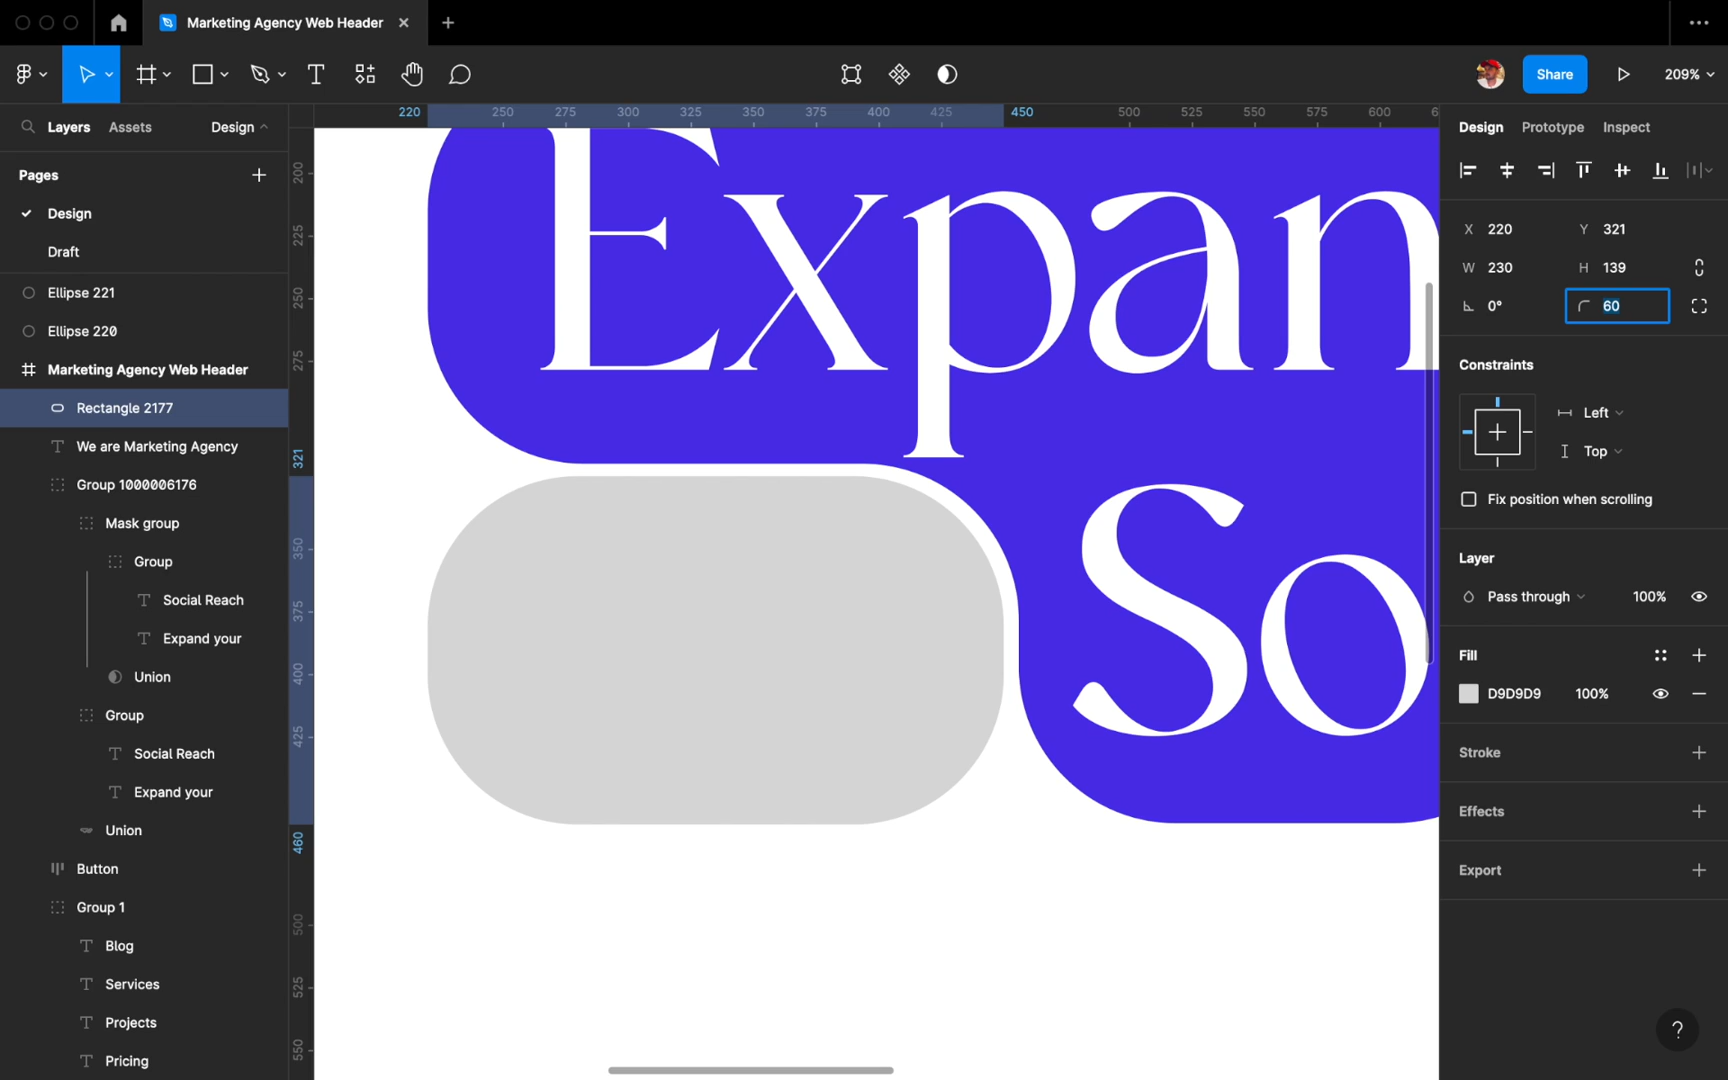 Marketing Agency Web Header
Share
209%
Layers
Assets
Design
Pages
Design
Draft
Ellipse 221
Ellipse 220
Marketing Agency Web Header
Rectangle 2177
We are Marketing Agency
Group 1000006176
Mask group
Group
Social Reach
Expand your
Union
Group
Social Reach
Expand your
Union
Button
Group 1
Blog
Services
Projects
Pricing
220 250 275 300 325 350 375 400 425 450 500 525 550 575 600 6
200
225
250
275
321
350
375
400
425
460
500
525
550
Expan
So
Design
Prototype
Inspect
X 220
Y 321
W 230
H 139
0°
60
Constraints
Left
Top
Fix position when scrolling
Layer
Pass through
100%
Fill
D9D9D9
100%
Stroke
Effects
Export
?